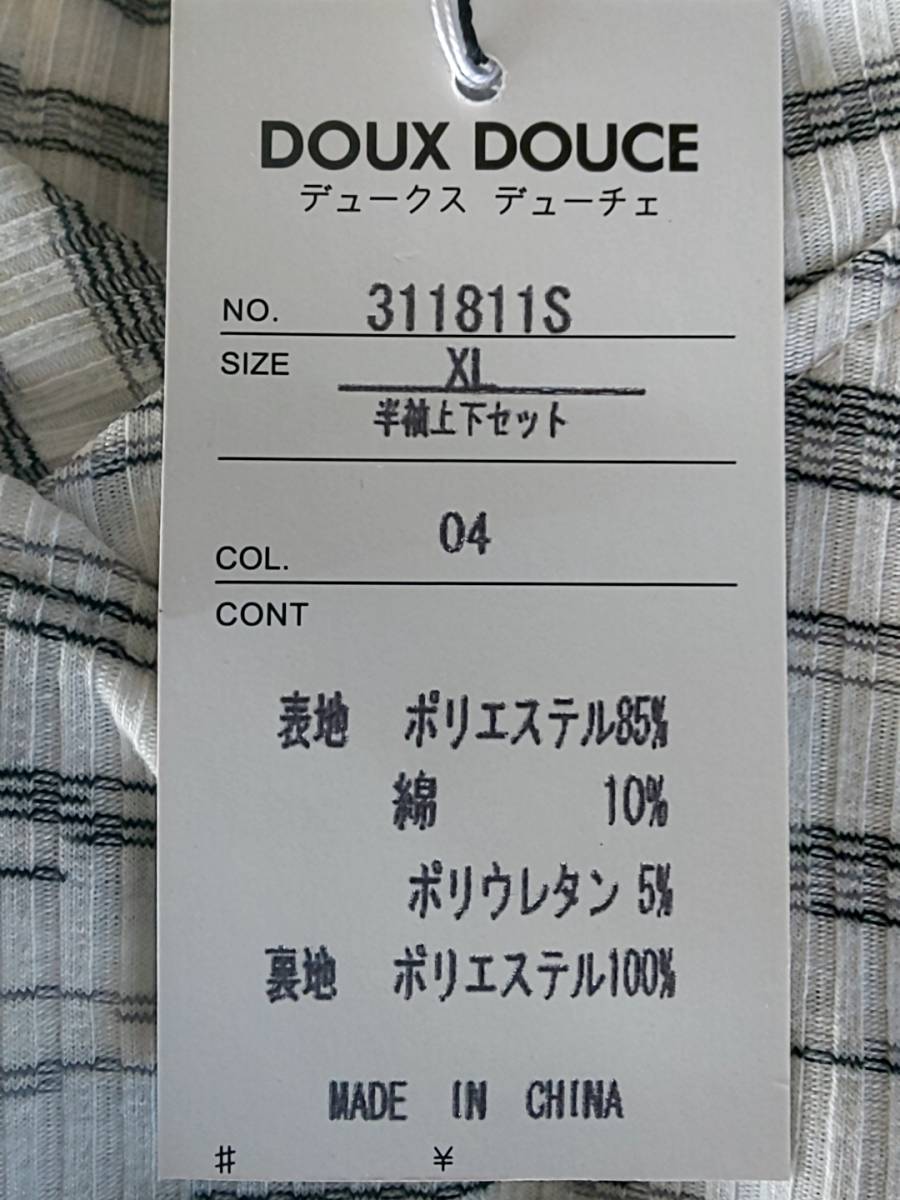 DOUX DOUCE
デュークス デューチェ
NO. 311811S
SIZE XL
半袖上下セット
COL. 04
CONT
表地 ポリエステル85%
綿 10%
ポリウレタン 5%
裏地 ポリエステル100%
MADE IN CHINA
# ¥